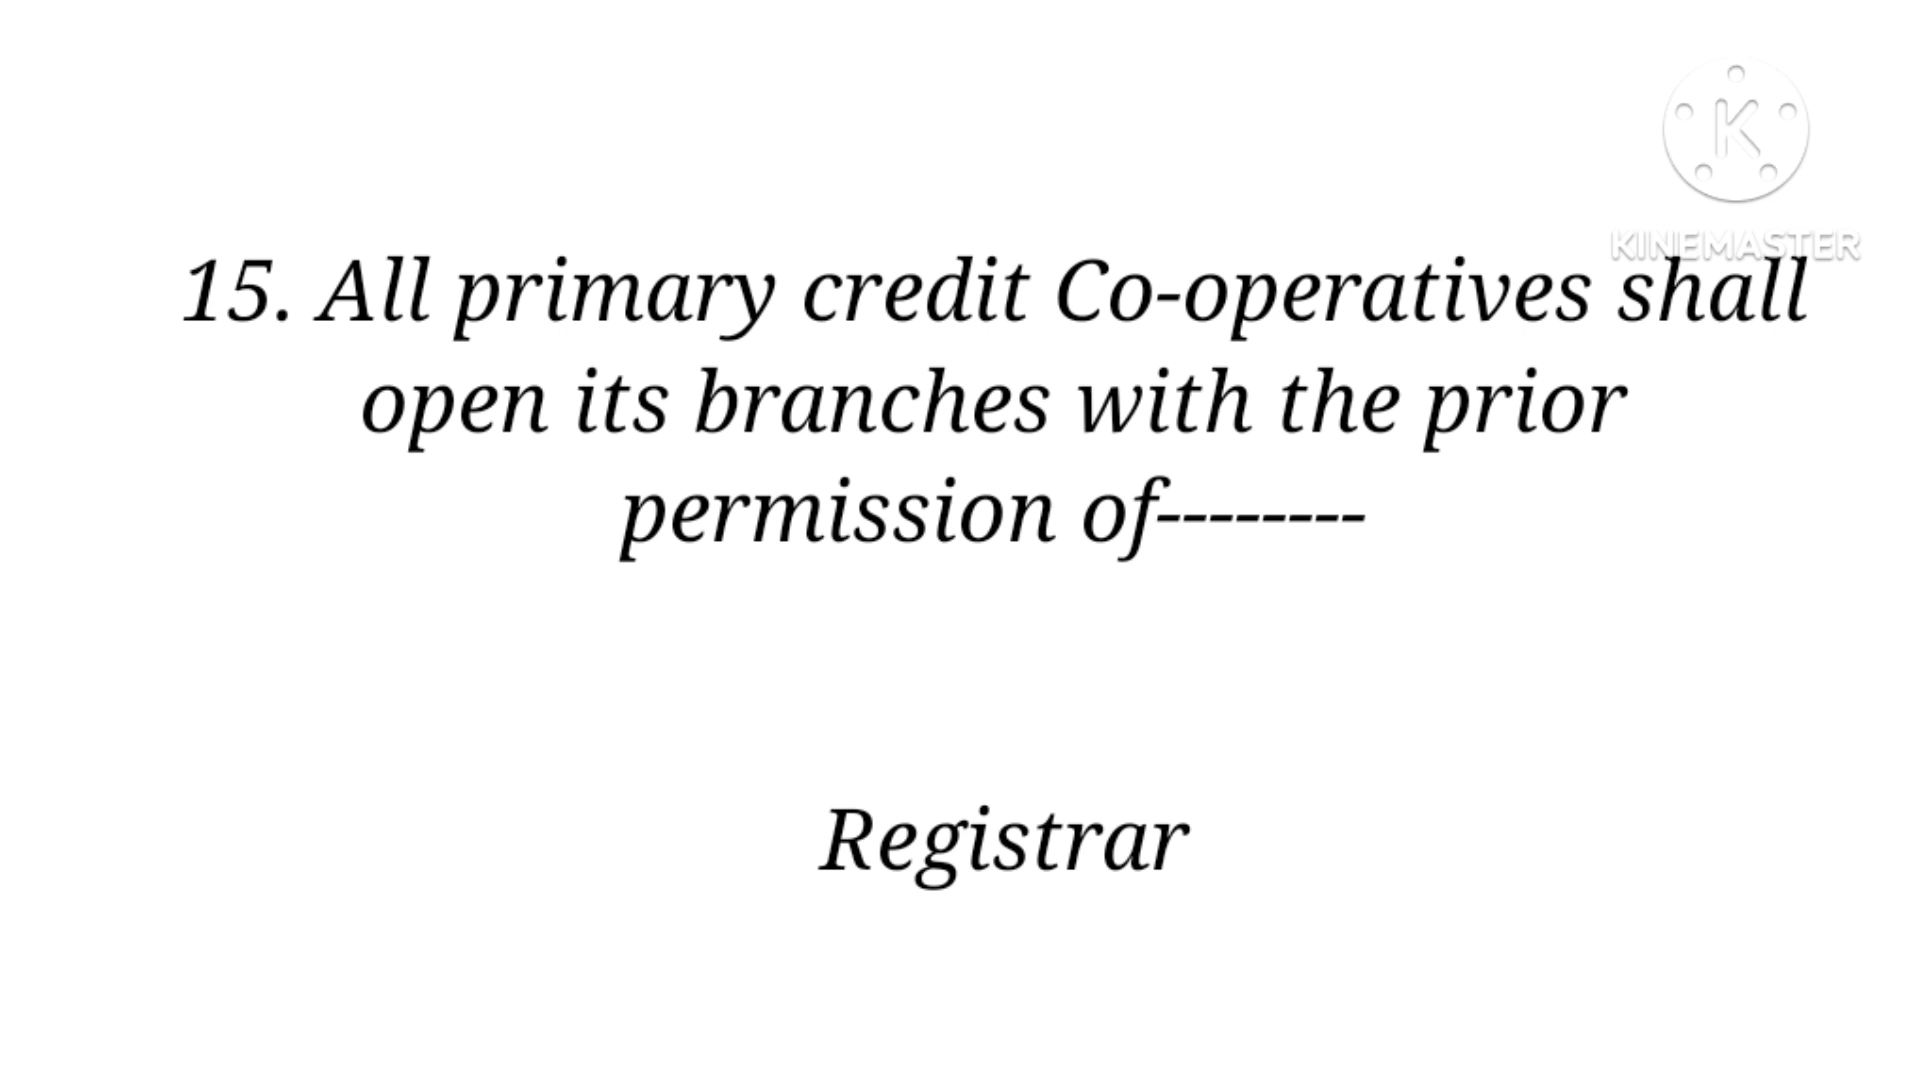 K
KINEMASTER
15. All primary credit Co-operatives shall
open its branches with the prior
permission of--------
Registrar